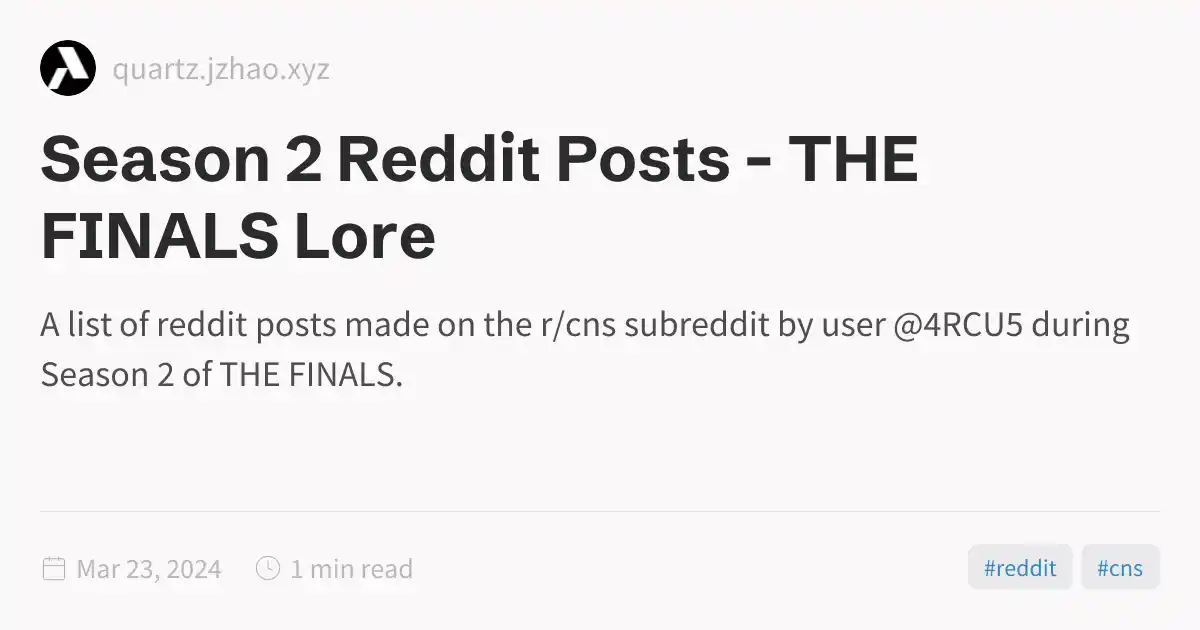 quartz.jzhao.xyz
Season 2 Reddit Posts - THE
FINALS Lore
A list of reddit posts made on the r/cns subreddit by user @4RCU5 during
Season 2 of THE FINALS.
Mar 23, 2024
1 min read
#reddit
#cns